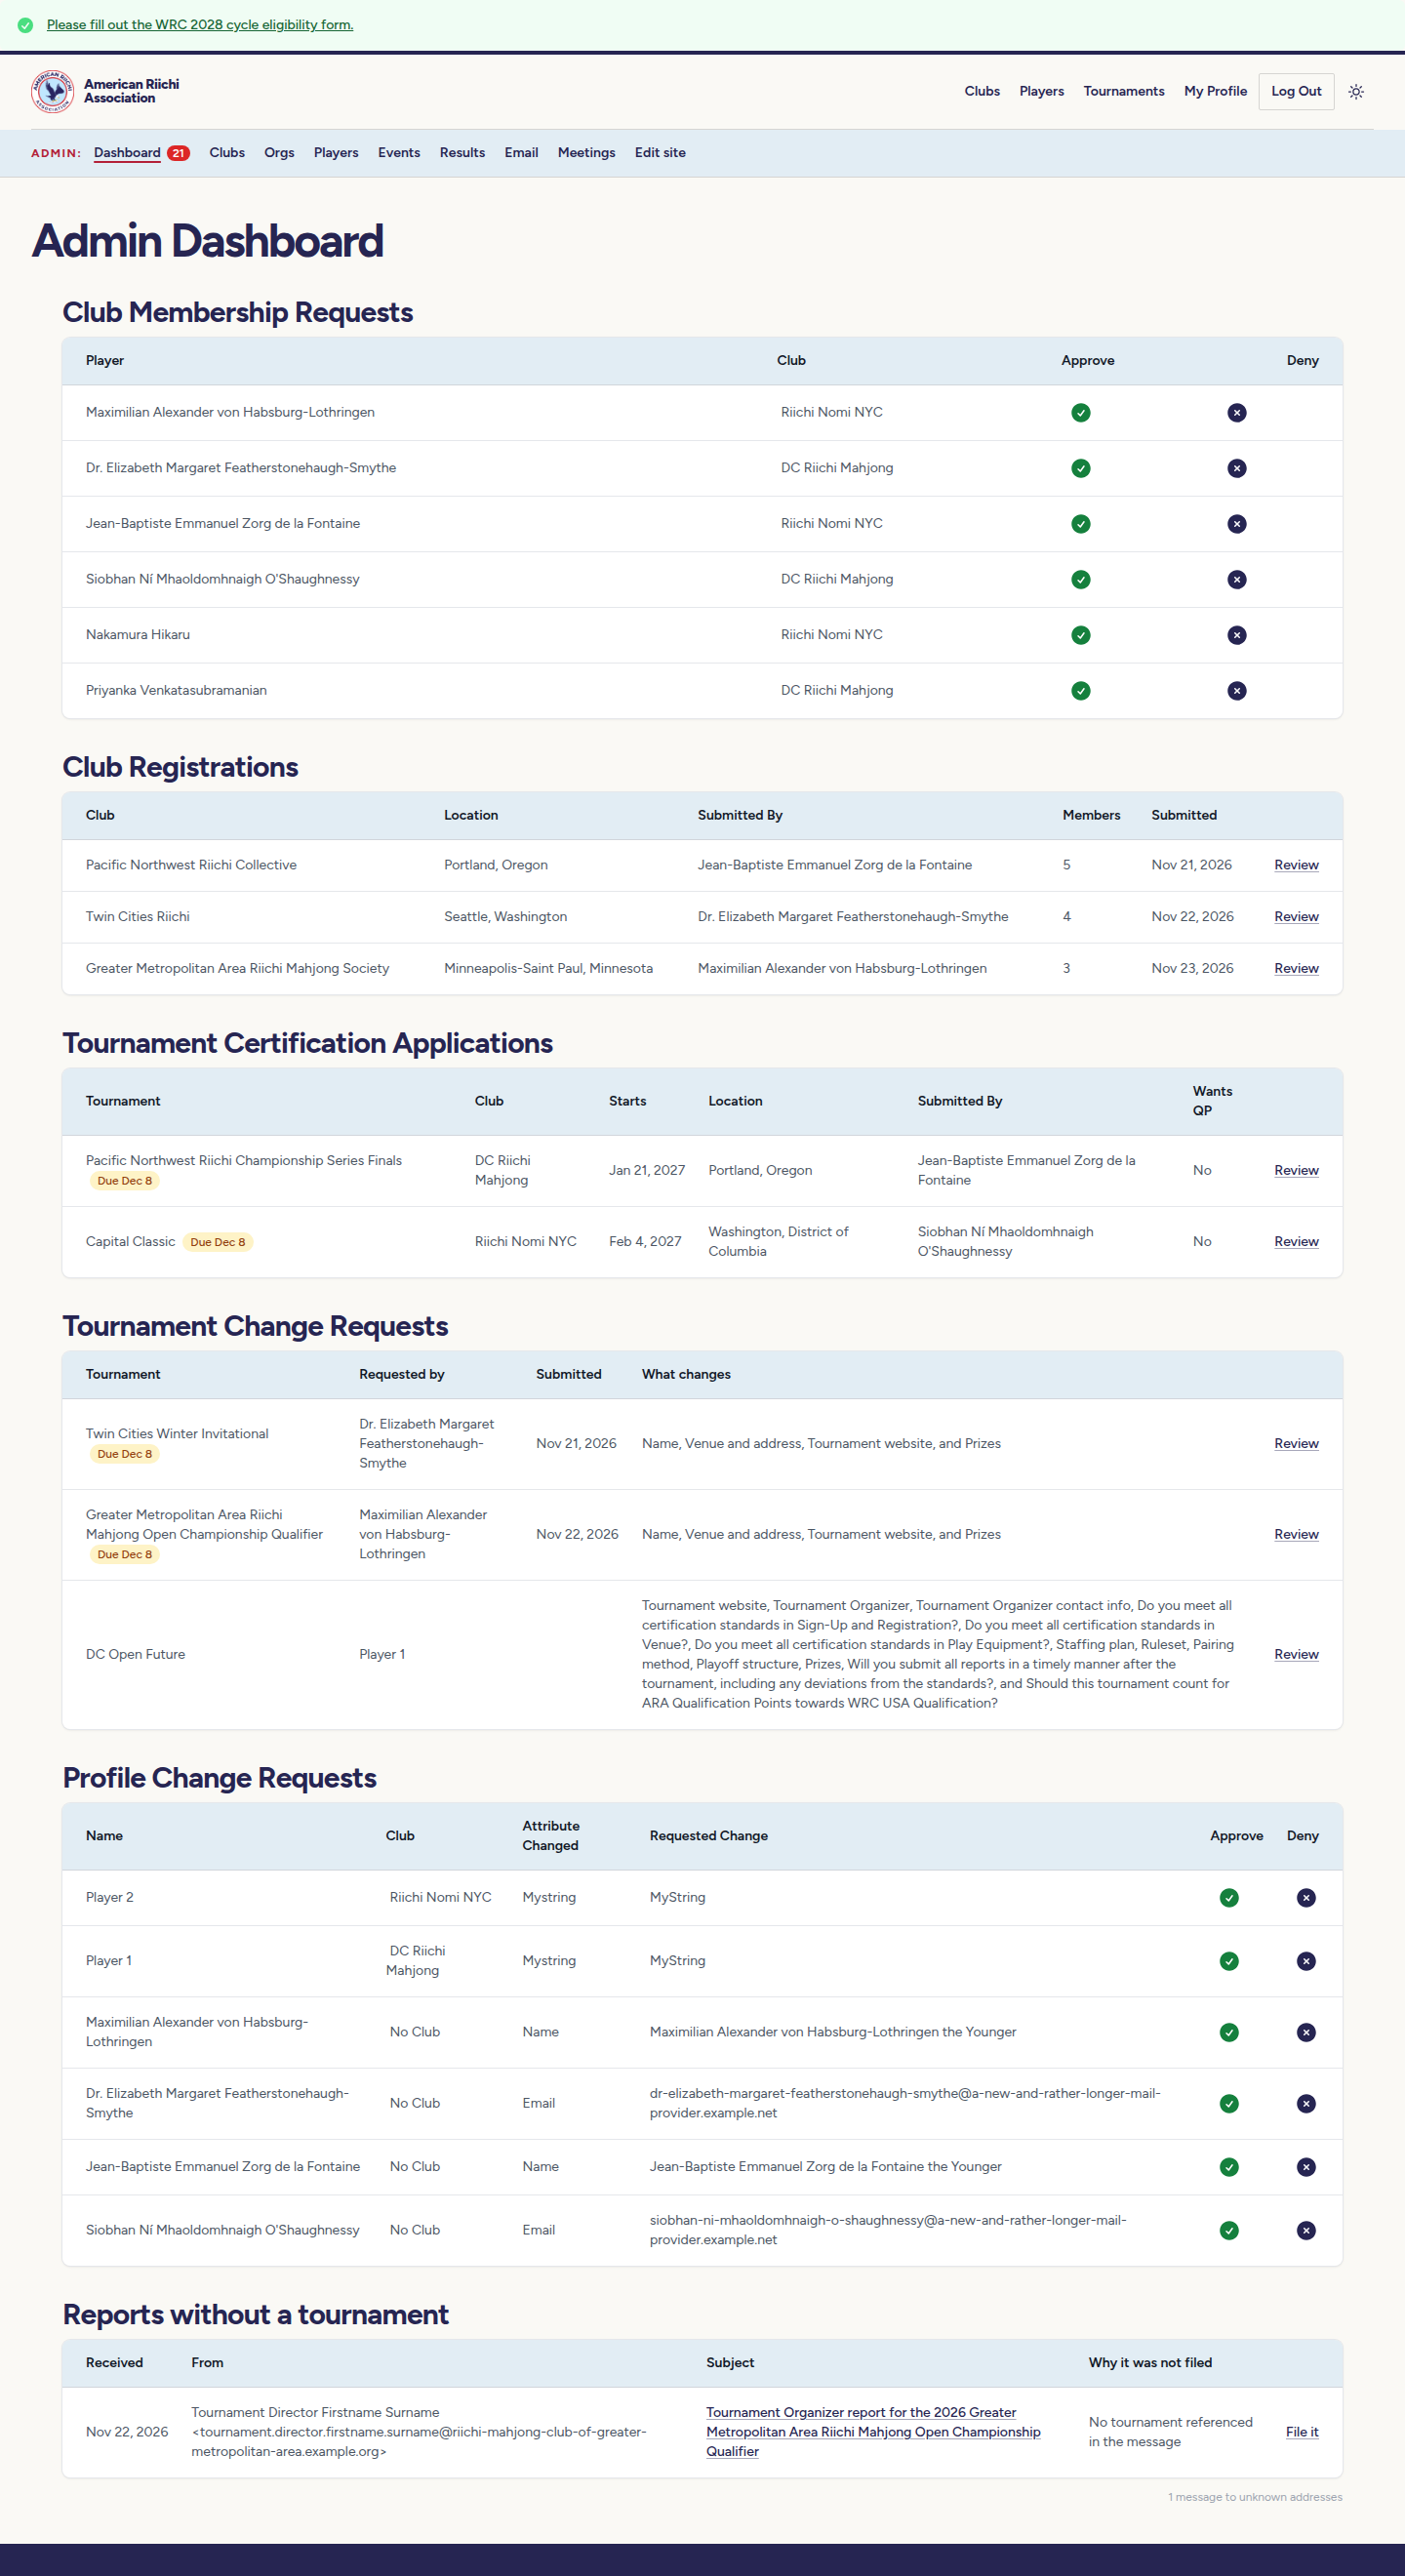 Please fill out the WRC 2028 cycle eligibility form.
AMERICAN RIICHI ASSOCIATION
American Riichi
Association
Clubs Players Tournaments My Profile Log Out
ADMIN: Dashboard 21 Clubs Orgs Players Events Results Email Meetings Edit site
Admin Dashboard
Club Membership Requests
Player Club Approve Deny
Maximilian Alexander von Habsburg-Lothringen Riichi Nomi NYC
Dr. Elizabeth Margaret Featherstonehaugh-Smythe DC Riichi Mahjong
Jean-Baptiste Emmanuel Zorg de la Fontaine Riichi Nomi NYC
Siobhan Ní Mhaoldomhnaigh O'Shaughnessy DC Riichi Mahjong
Nakamura Hikaru Riichi Nomi NYC
Priyanka Venkatasubramanian DC Riichi Mahjong
Club Registrations
Club Location Submitted By Members Submitted
Pacific Northwest Riichi Collective Portland, Oregon Jean-Baptiste Emmanuel Zorg de la Fontaine 5 Nov 21, 2026 Review
Twin Cities Riichi Seattle, Washington Dr. Elizabeth Margaret Featherstonehaugh-Smythe 4 Nov 22, 2026 Review
Greater Metropolitan Area Riichi Mahjong Society Minneapolis-Saint Paul, Minnesota Maximilian Alexander von Habsburg-Lothringen 3 Nov 23, 2026 Review
Tournament Certification Applications
Tournament Club Starts Location Submitted By Wants
QP
Pacific Northwest Riichi Championship Series Finals
Due Dec 8
DC Riichi
Mahjong
Jan 21, 2027
Portland, Oregon
Jean-Baptiste Emmanuel Zorg de la
Fontaine
No
Review
Capital Classic Due Dec 8
Riichi Nomi NYC
Feb 4, 2027
Washington, District of
Columbia
Siobhan Ní Mhaoldomhnaigh
O'Shaughnessy
No
Review
Tournament Change Requests
Tournament Requested by Submitted What changes
Twin Cities Winter Invitational
Due Dec 8
Dr. Elizabeth Margaret
Featherstonehaugh-
Smythe
Nov 21, 2026
Name, Venue and address, Tournament website, and Prizes
Review
Greater Metropolitan Area Riichi
Mahjong Open Championship Qualifier
Due Dec 8
Maximilian Alexander
von Habsburg-
Lothringen
Nov 22, 2026
Name, Venue and address, Tournament website, and Prizes
Review
DC Open Future
Player 1
Tournament website, Tournament Organizer, Tournament Organizer contact info, Do you meet all
certification standards in Sign-Up and Registration?, Do you meet all certification standards in
Venue?, Do you meet all certification standards in Play Equipment?, Staffing plan, Ruleset, Pairing
method, Playoff structure, Prizes, Will you submit all reports in a timely manner after the
tournament, including any deviations from the standards?, and Should this tournament count for
ARA Qualification Points towards WRC USA Qualification?
Review
Profile Change Requests
Name Club Attribute
Changed
Requested Change Approve Deny
Player 2 Riichi Nomi NYC Mystring MyString
Player 1
DC Riichi
Mahjong
Mystring MyString
Maximilian Alexander von Habsburg-
Lothringen
No Club Name Maximilian Alexander von Habsburg-Lothringen the Younger
Dr. Elizabeth Margaret Featherstonehaugh-
Smythe
No Club Email
dr-elizabeth-margaret-featherstonehaugh-smythe@a-new-and-rather-longer-mail-
provider.example.net
Jean-Baptiste Emmanuel Zorg de la Fontaine No Club Name Jean-Baptiste Emmanuel Zorg de la Fontaine the Younger
Siobhan Ní Mhaoldomhnaigh O'Shaughnessy No Club Email
siobhan-ni-mhaoldomhnaigh-o-shaughnessy@a-new-and-rather-longer-mail-
provider.example.net
Reports without a tournament
Received From Subject Why it was not filed
Nov 22, 2026
Tournament Director Firstname Surname
<tournament.director.firstname.surname@riichi-mahjong-club-of-greater-
metropolitan-area.example.org>
Tournament Organizer report for the 2026 Greater
Metropolitan Area Riichi Mahjong Open Championship
Qualifier
No tournament referenced
in the message
File it
1 message to unknown addresses